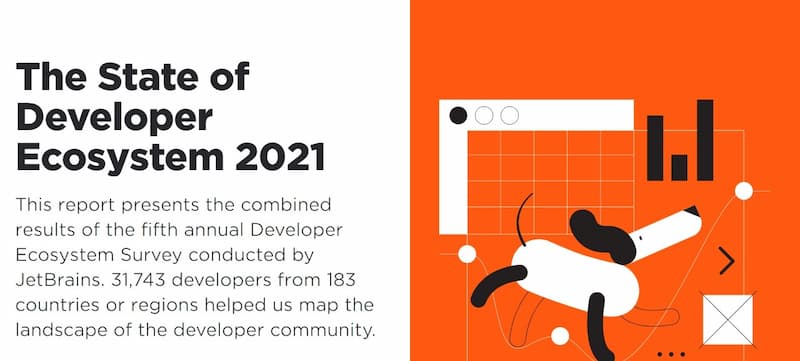 The State of
Developer
Ecosystem 2021
This report presents the combined
results of the fifth annual Developer
Ecosystem Survey conducted by
JetBrains. 31,743 developers from 183
countries or regions helped us map the
landscape of the developer community.